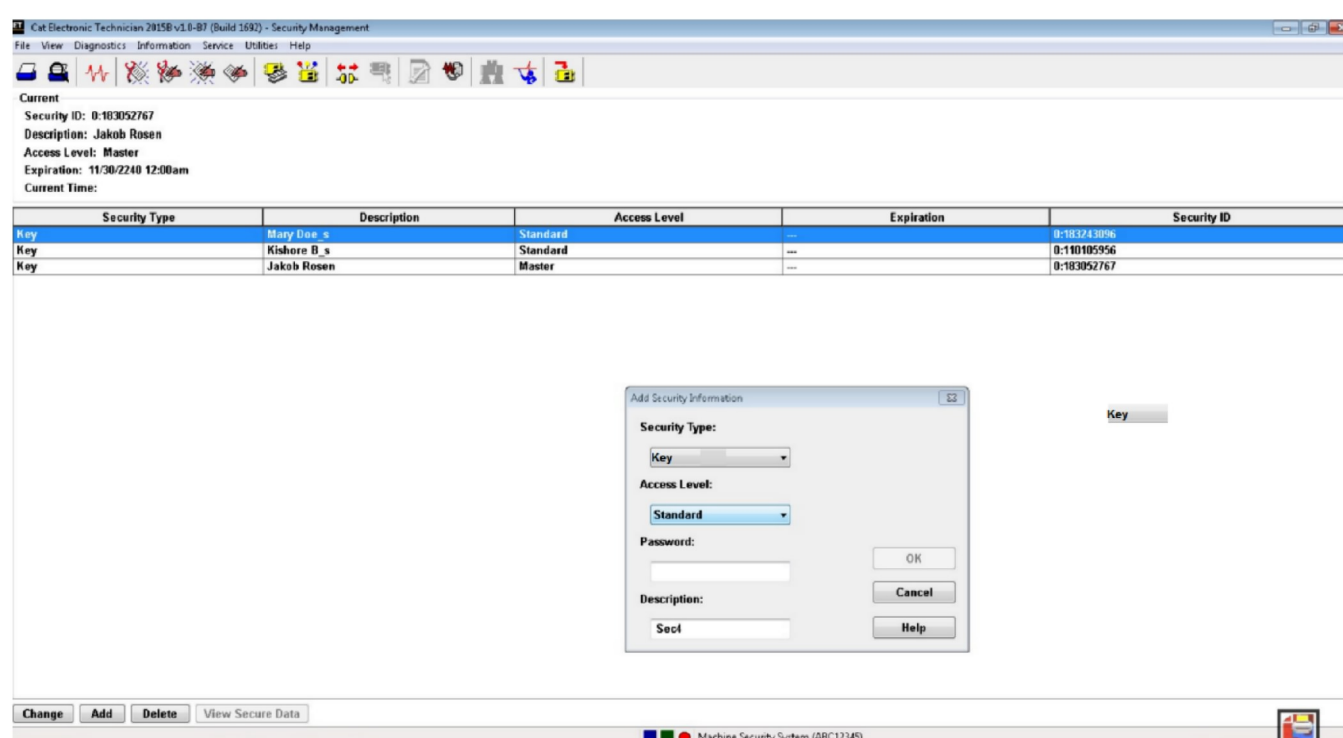 Cat Electronic Technician 2015B v1.0-B7 (Build 1692) - Security Management
File View Diagnostics Information Service Utilities Help
Current
Security ID: 0:183052767
Description: Jakob Rosen
Access Level: Master
Expiration: 11/30/2240 12:00am
Current Time:
Security Type Description Access Level Expiration Security ID
Key Mary Doe_s Standard --- 0:183243096
Key Kishore B_s Standard --- 0:110105956
Key Jakob Rosen Master --- 0:183052767
Add Security Information
Security Type:
Key
Key
Access Level:
Standard
Password:
OK
Cancel
Description:
Sec4
Help
Change Add Delete View Secure Data
Machine Security System (ABC12345)